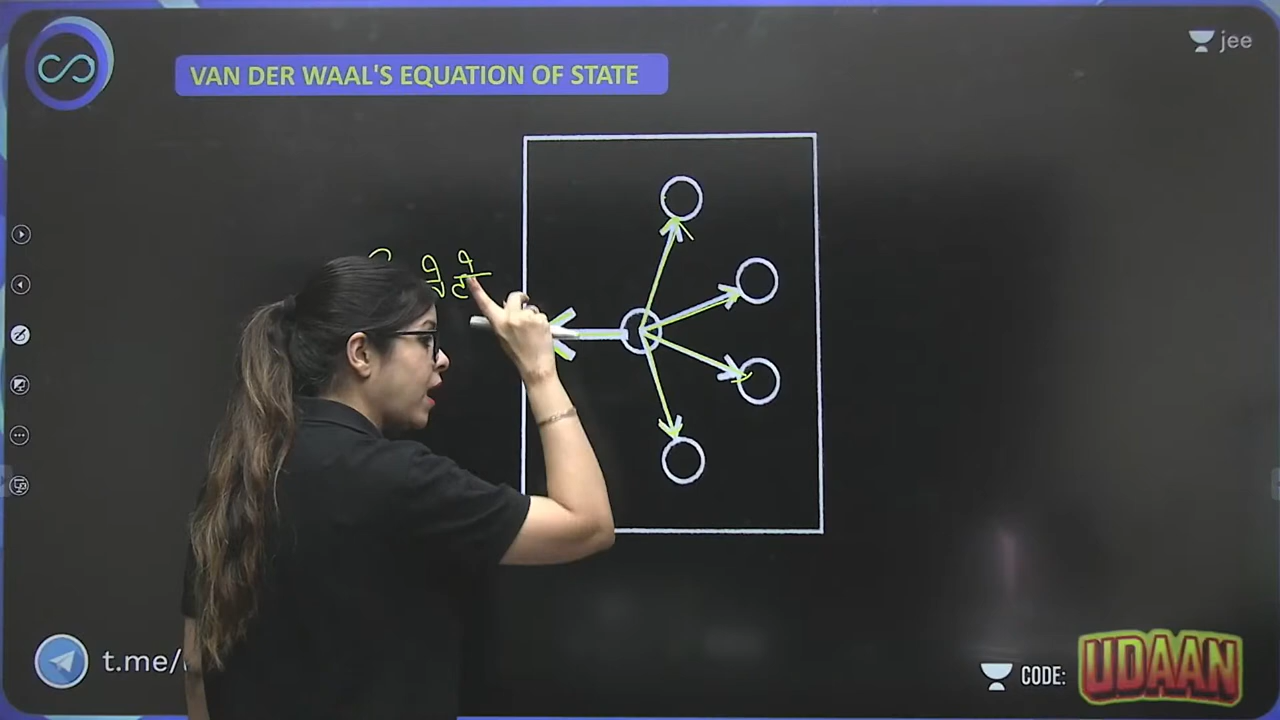 jee
VAN DER WAAL'S EQUATION OF STATE
t.me/
CODE:
UDAAN